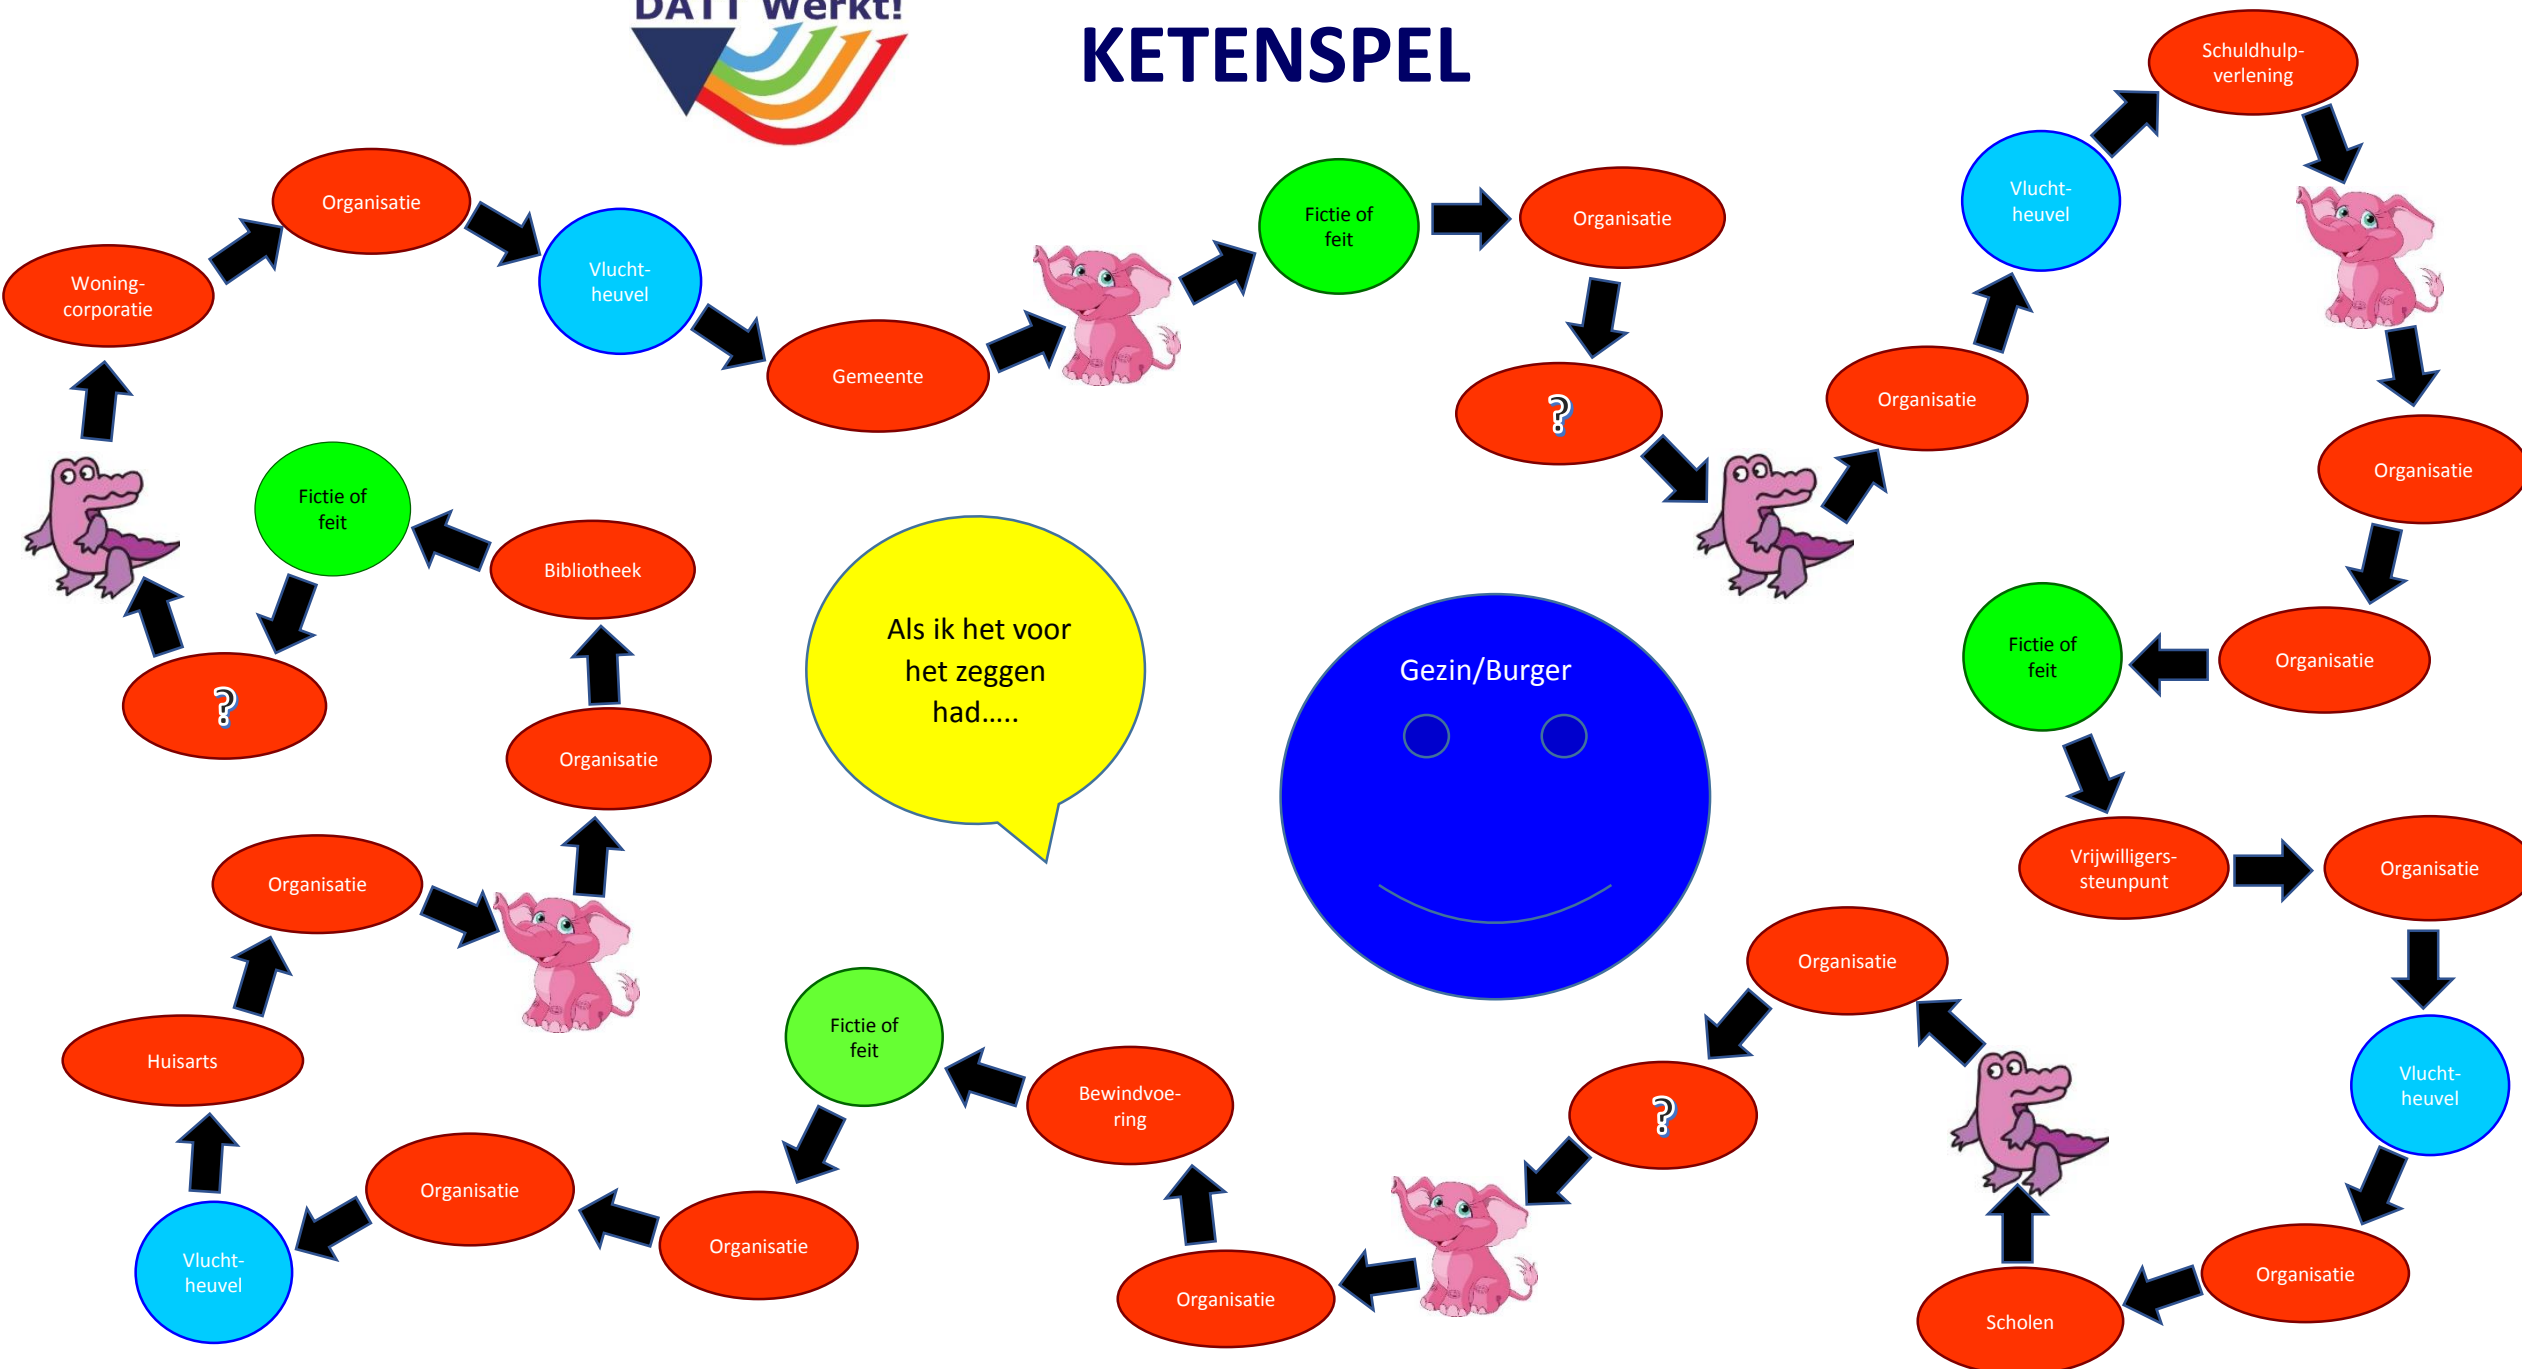 DATT Werkt!
KETENSPEL
Schuldhulp-
verlening
Organisatie
Vlucht-
heuvel
Fictie of
feit
Organisatie
Vlucht-
heuvel
Woning-
corporatie
Gemeente
?
Organisatie
Organisatie
Fictie of
feit
Bibliotheek
?
Organisatie
Als ik het voor
het zeggen
had.....
Gezin/Burger
Fictie of
feit
Organisatie
Vrijwilligers-
steunpunt
Organisatie
Organisatie
Organisatie
Huisarts
Fictie of
feit
Bewindvoe-
ring
?
Vlucht-
heuvel
Vlucht-
heuvel
Organisatie
Organisatie
Organisatie
Scholen
Organisatie